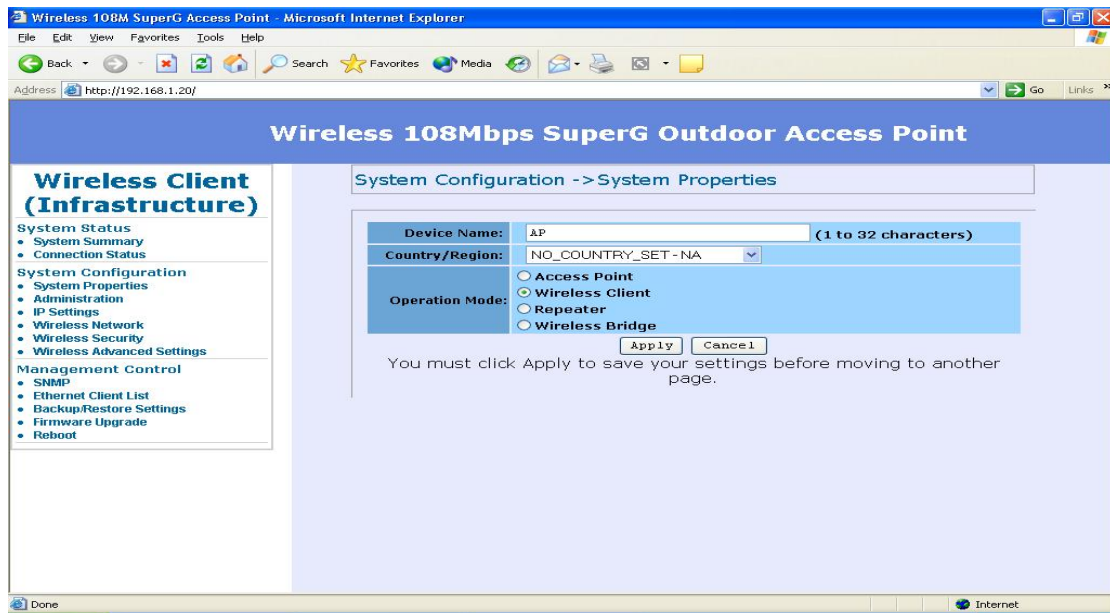 Wireless 108M SuperG Access Point - Microsoft Internet Explorer
File Edit View Favorites Tools Help
Back Search Favorites Media
Address http://192.168.1.20/ Go Links »
Wireless 108Mbps SuperG Outdoor Access Point
Wireless Client
(Infrastructure)
System Status
• System Summary
• Connection Status
System Configuration
• System Properties
• Administration
• IP Settings
• Wireless Network
• Wireless Security
• Wireless Advanced Settings
Management Control
• SNMP
• Ethernet Client List
• Backup/Restore Settings
• Firmware Upgrade
• Reboot
System Configuration ->System Properties
Device Name: AP (1 to 32 characters)
Country/Region: NO_COUNTRY_SET - NA
Operation Mode:
Access Point
Wireless Client
Repeater
Wireless Bridge
Apply Cancel
You must click Apply to save your settings before moving to another
page.
Done Internet